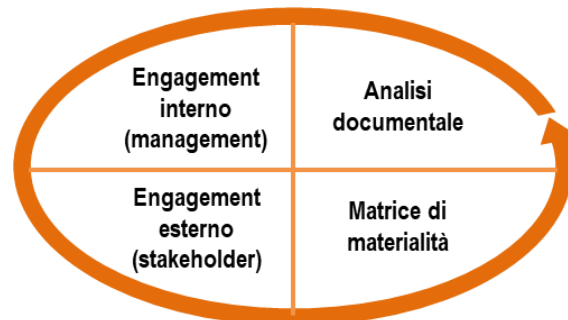 Engagement
interno
(management)
Analisi
documentale
Engagement
esterno
(stakeholder)
Matrice di
materialità